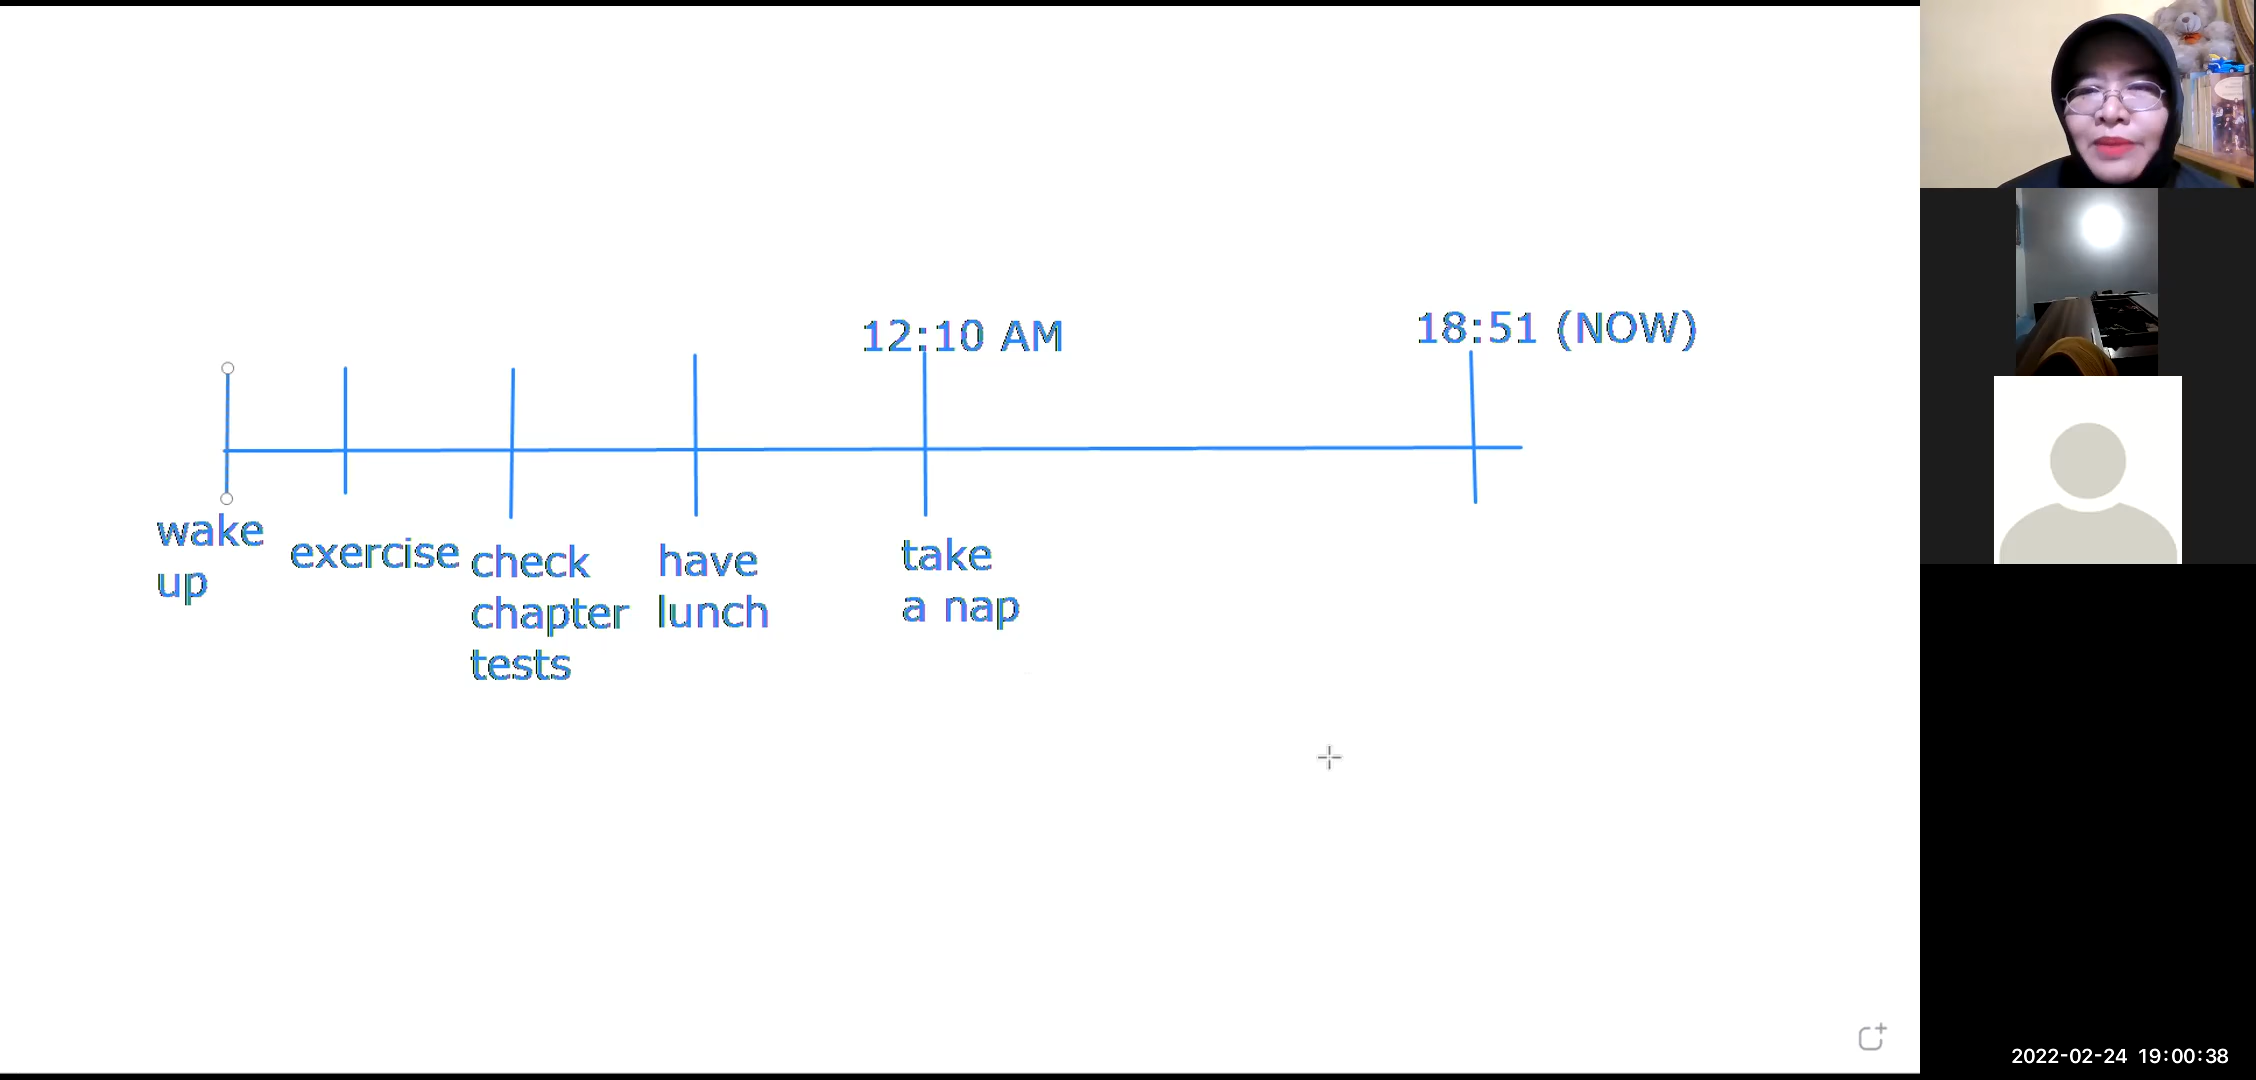 12:10 AM
18:51 (NOW)
wake
up
exercise
check
chapter
tests
have
lunch
take
a nap
2022-02-24 19:00:38